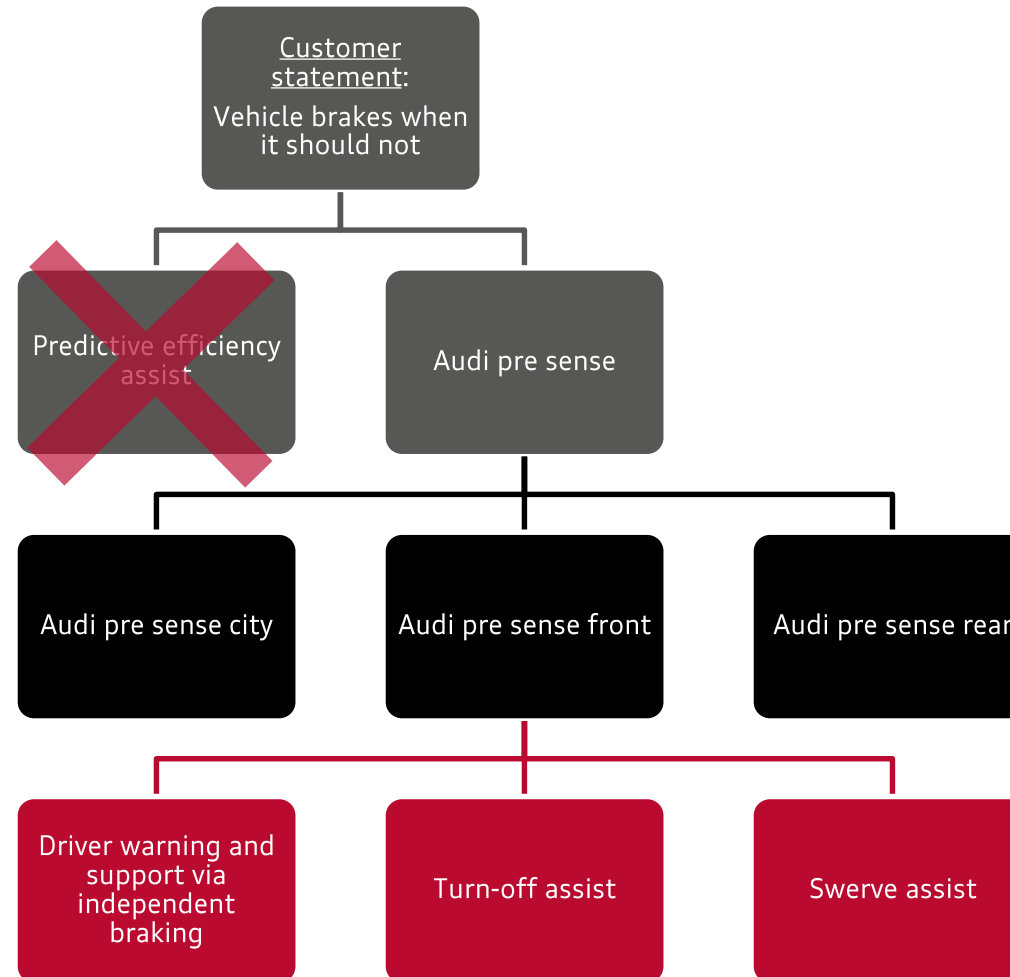 Customer
statement:
Vehicle brakes when
it should not
Predictive efficiency
assist
Audi pre sense
Audi pre sense city
Audi pre sense front
Audi pre sense rear
Driver warning and
support via
independent
braking
Turn-off assist
Swerve assist